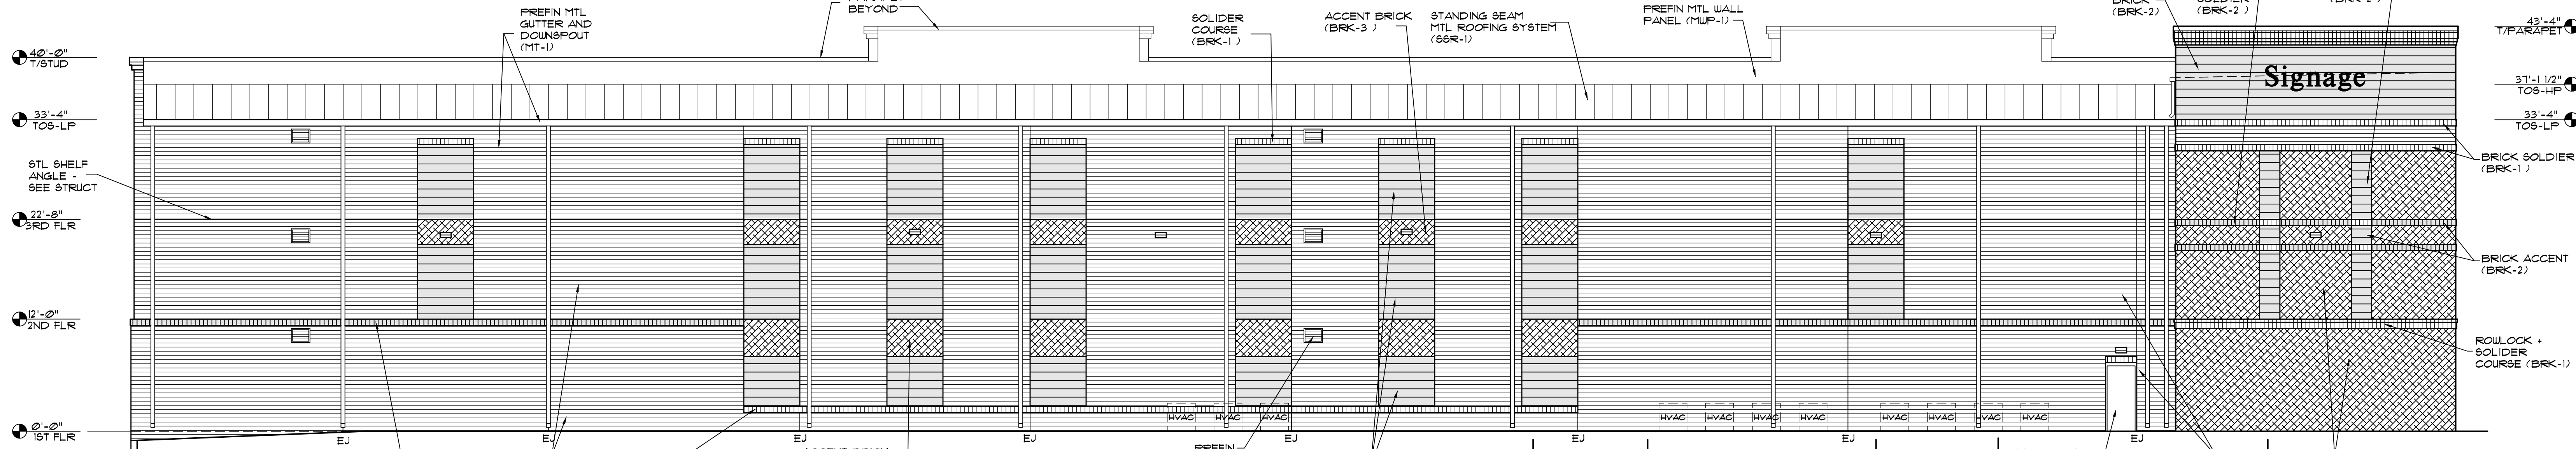 BEYOND
PREFIN MTL
GUTTER AND
DOWNSPOUT
(MT-1)
SOLIDER
COURSE
(BRK-1 )
ACCENT BRICK
(BRK-3 )
STANDING SEAM
MTL ROOFING SYSTEM
(SSR-1)
PREFIN MTL WALL
PANEL (MWP-1)
BRICK
(BRK-2)
SOLDIER
(BRK-2 )
(BRK-2 )
40'-0"
T/STUD
33'-4"
TOS-LP
STL SHELF
ANGLE -
SEE STRUCT
22'-8"
3RD FLR
12'-0"
2ND FLR
0'-0"
1ST FLR
Signage
43'-4"
T/PARAPET
37'-1 1/2"
TOS-HP
33'-4"
TOS-LP
BRICK SOLDIER
(BRK-1 )
BRICK ACCENT
(BRK-2)
ROWLOCK +
SOLIDER
COURSE (BRK-1)
HVAC HVAC HVAC HVAC HVAC HVAC HVAC HVAC HVAC HVAC HVAC
EJ EJ EJ EJ EJ EJ EJ EJ
PREFIN